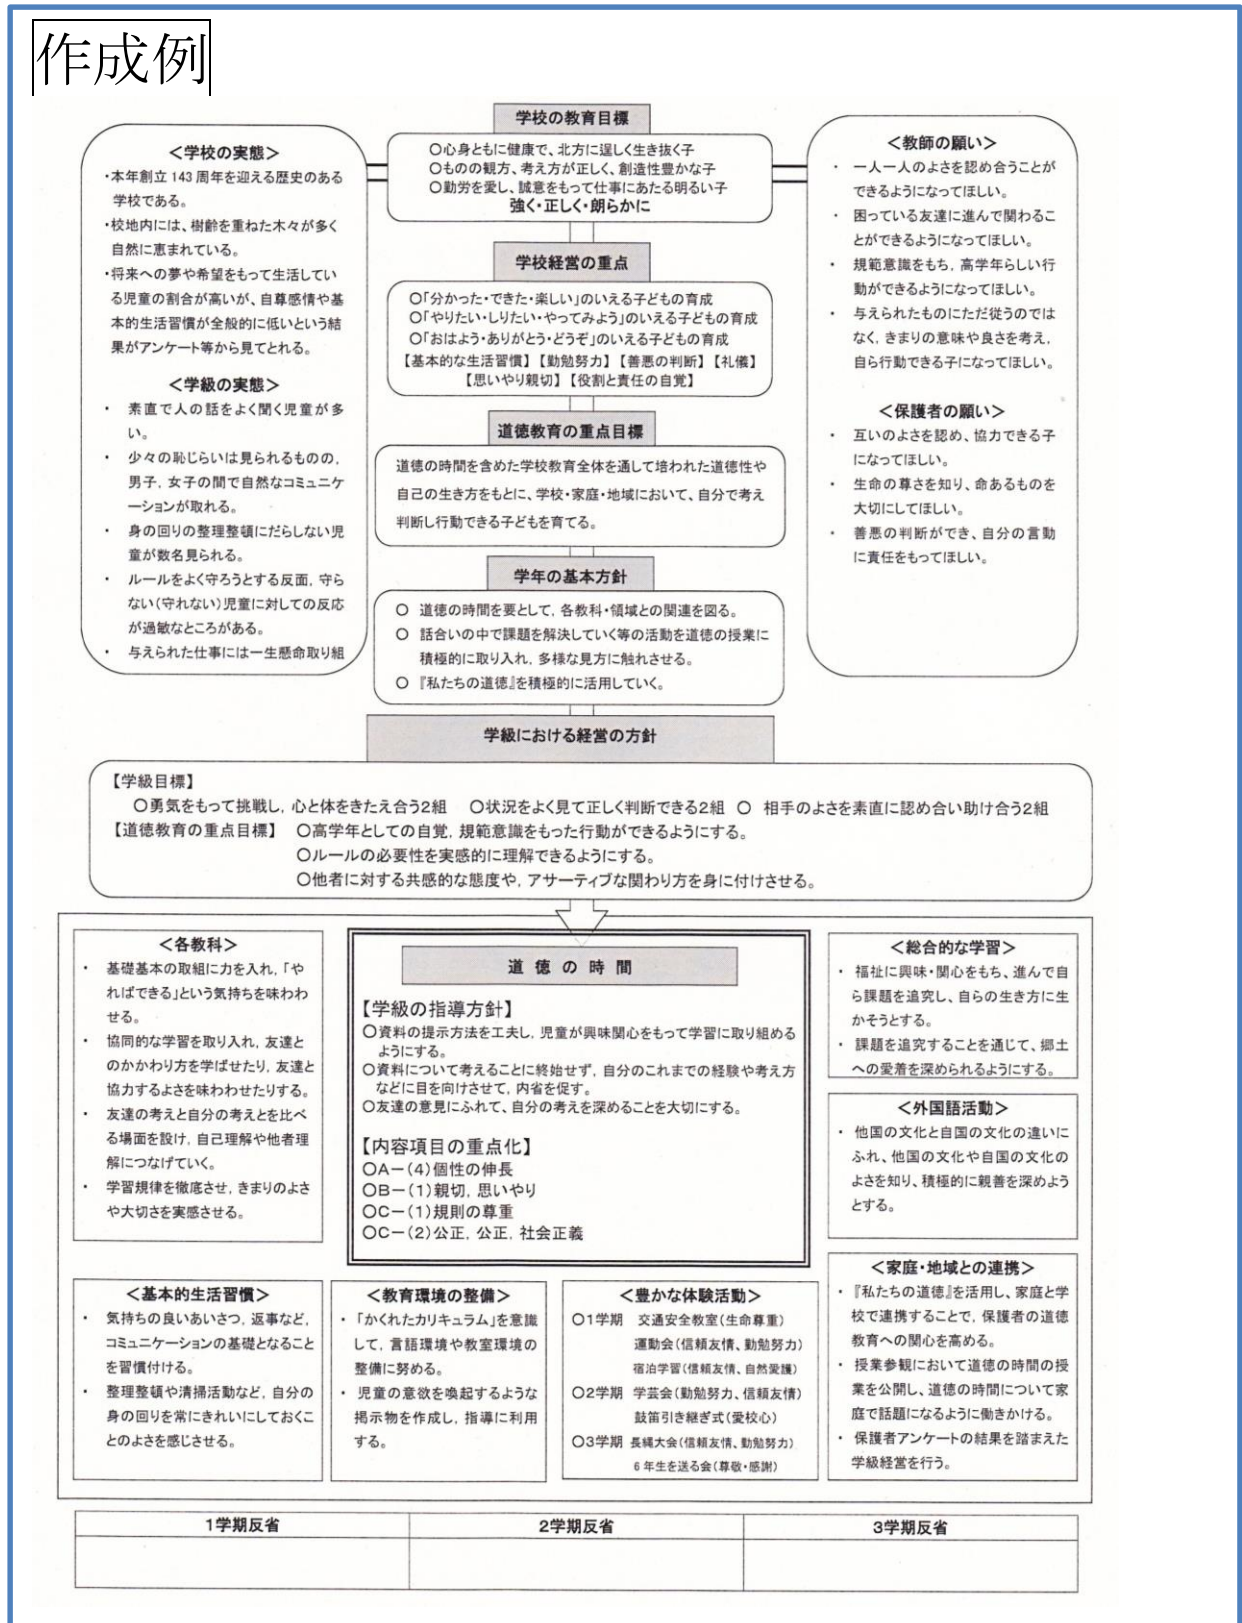 作成例
学校の教育目標
○心身ともに健康で、北方に逞しく生き抜く子
○ものの観方、考え方が正しく、創造性豊かな子
○勤労を愛し、誠意をもって仕事にあたる明るい子
強く・正しく・朗らかに
＜学校の実態＞
・本年創立 143 周年を迎える歴史のある
学校である。
・校地内には、樹齢を重ねた木々が多く
自然に恵まれている。
・将来への夢や希望をもって生活してい
る児童の割合が高いが、自尊感情や基
本的生活習慣が全般的に低いという結
果がアンケート等から見てとれる。
＜学級の実態＞
・ 素直で人の話をよく聞く児童が多
い。
・ 少々の恥じらいは見られるものの，
男子，女子の間で自然なコミュニケ
ーションが取れる。
・ 身の回りの整理整頓にだらしない児
童が数名見られる。
・ ルールをよく守ろうとする反面，守ら
ない（守れない）児童に対しての反応
が過敏なところがある。
・ 与えられた仕事には一生懸命取り組
学校経営の重点
○「分かった・できた・楽しい」のいえる子どもの育成
○「やりたい・しりたい・やってみよう」のいえる子どもの育成
○「おはよう・ありがとう・どうぞ」のいえる子どもの育成
【基本的な生活習慣】【勤勉努力】【善悪の判断】【礼儀】
【思いやり親切】【役割と責任の自覚】
道徳教育の重点目標
道徳の時間を含めた学校教育全体を通して培われた道徳性や
自己の生き方をもとに、学校・家庭・地域において、自分で考え
判断し行動できる子どもを育てる。
学年の基本方針
○ 道徳の時間を要として，各教科・領域との関連を図る。
○ 話合いの中で課題を解決していく等の活動を道徳の授業に
積極的に取り入れ，多様な見方に触れさせる。
○ 『私たちの道徳』を積極的に活用していく。
＜教師の願い＞
・ 一人一人のよさを認め合うことが
できるようになってほしい。
・ 困っている友達に進んで関わるこ
とができるようになってほしい。
・ 規範意識をもち，高学年らしい行
動ができるようになってほしい。
・ 与えられたものにただ従うのでは
なく，きまりの意味や良さを考え，
自ら行動できる子になってほしい。
＜保護者の願い＞
・ 互いのよさを認め、協力できる子
になってほしい。
・ 生命の尊さを知り、命あるものを
大切にしてほしい。
・ 善悪の判断ができ、自分の言動
に責任をもってほしい。
学級における経営の方針
【学級目標】
○勇気をもって挑戦し，心と体をきたえ合う2組 ○状況をよく見て正しく判断できる2組 ○ 相手のよさを素直に認め合い助け合う2組
【道徳教育の重点目標】 ○高学年としての自覚，規範意識をもった行動ができるようにする。
○ルールの必要性を実感的に理解できるようにする。
○他者に対する共感的な態度や，アサーティブな関わり方を身に付けさせる。
＜各教科＞
・ 基礎基本の取組に力を入れ，「や
ればできる」という気持ちを味わわ
せる。
・ 協同的な学習を取り入れ，友達と
のかかわり方を学ばせたり，友達と
協力するよさを味わわせたりする。
・ 友達の考えと自分の考えとを比べ
る場面を設け，自己理解や他者理
解につなげていく。
・ 学習規律を徹底させ，きまりのよさ
や大切さを実感させる。
道 徳 の 時 間
【学級の指導方針】
○資料の提示方法を工夫し，児童が興味関心をもって学習に取り組める
ようにする。
○資料について考えることに終始せず，自分のこれまでの経験や考え方
などに目を向けさせて，内省を促す。
○友達の意見にふれて、自分の考えを深めることを大切にする。
【内容項目の重点化】
○A－（4）個性の伸長
○B－（1）親切，思いやり
○C－（1）規則の尊重
○C－（2）公正，公正，社会正義
＜総合的な学習＞
・ 福祉に興味・関心をもち、進んで自
ら課題を追究し、自らの生き方に生
かそうとする。
・ 課題を追究することを通じて、郷土
への愛着を深められるようにする。
＜外国語活動＞
・ 他国の文化と自国の文化の違いに
ふれ、他国の文化や自国の文化の
よさを知り、積極的に親善を深めよう
とする。
＜基本的生活習慣＞
・ 気持ちの良いあいさつ，返事など，
コミュニケーションの基礎となること
を習慣付ける。
・ 整理整頓や清掃活動など，自分の
身の回りを常にきれいにしておくこ
とのよさを感じさせる。
＜教育環境の整備＞
・「かくれたカリキュラム」を意識
して，言語環境や教室環境の
整備に努める。
・ 児童の意欲を喚起するような
掲示物を作成し，指導に利用
する。
＜豊かな体験活動＞
○1学期 交通安全教室（生命尊重）
運動会（信頼友情、勤勉努力）
宿泊学習（信頼友情、自然愛護）
○2学期 学芸会（勤勉努力、信頼友情）
鼓笛引き継ぎ式（愛校心）
○3学期 長縄大会（信頼友情、勤勉努力）
6 年生を送る会（尊敬・感謝）
＜家庭・地域との連携＞
・ 『私たちの道徳』を活用し、家庭と学
校で連携することで，保護者の道徳
教育への関心を高める。
・ 授業参観において道徳の時間の授
業を公開し、道徳の時間について家
庭で話題になるように働きかける。
・ 保護者アンケートの結果を踏まえた
学級経営を行う。
1学期反省 2学期反省 3学期反省